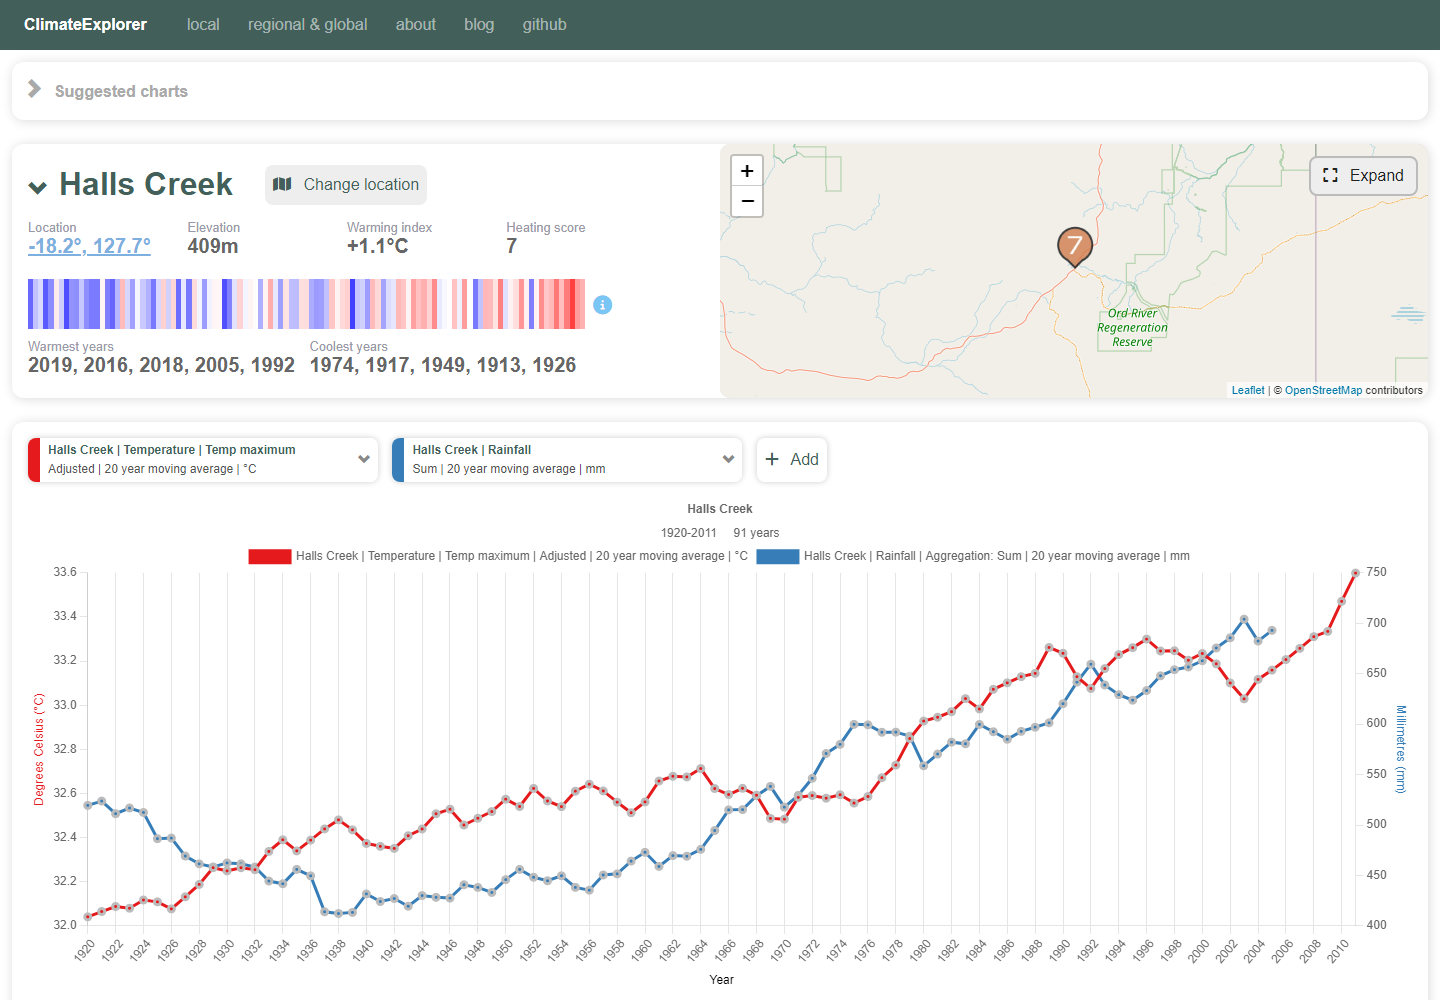 ClimateExplorer local regional & global about blog github
Suggested charts
Halls Creek Change location
Location Elevation Warming index Heating score
-18.2°, 127.7° 409m +1.1°C 7
Warmest years Coolest years
2019, 2016, 2018, 2005, 1992 1974, 1917, 1949, 1913, 1926
+
−
Expand
7
Ord River
Regeneration
Reserve
Leaflet | © OpenStreetMap contributors
Halls Creek | Temperature | Temp maximum
Adjusted | 20 year moving average | °C
Halls Creek | Rainfall
Sum | 20 year moving average | mm
+ Add
Halls Creek
1920-2011 91 years
Halls Creek | Temperature | Temp maximum | Adjusted | 20 year moving average | °C
Halls Creek | Rainfall | Aggregation: Sum | 20 year moving average | mm
33.6
33.4
33.2
33.0
32.8
32.6
32.4
32.2
32.0
Degrees Celsius (°C)
750
700
650
600
550
500
450
400
Millimetres (mm)
1920 1922 1924 1926 1928 1930 1932 1934 1936 1938 1940 1942 1944 1946 1948 1950 1952 1954 1956 1958 1960 1962 1964 1966 1968 1970 1972 1974 1976 1978 1980 1982 1984 1986 1988 1990 1992 1994 1996 1998 2000 2002 2004 2006 2008 2010
Year